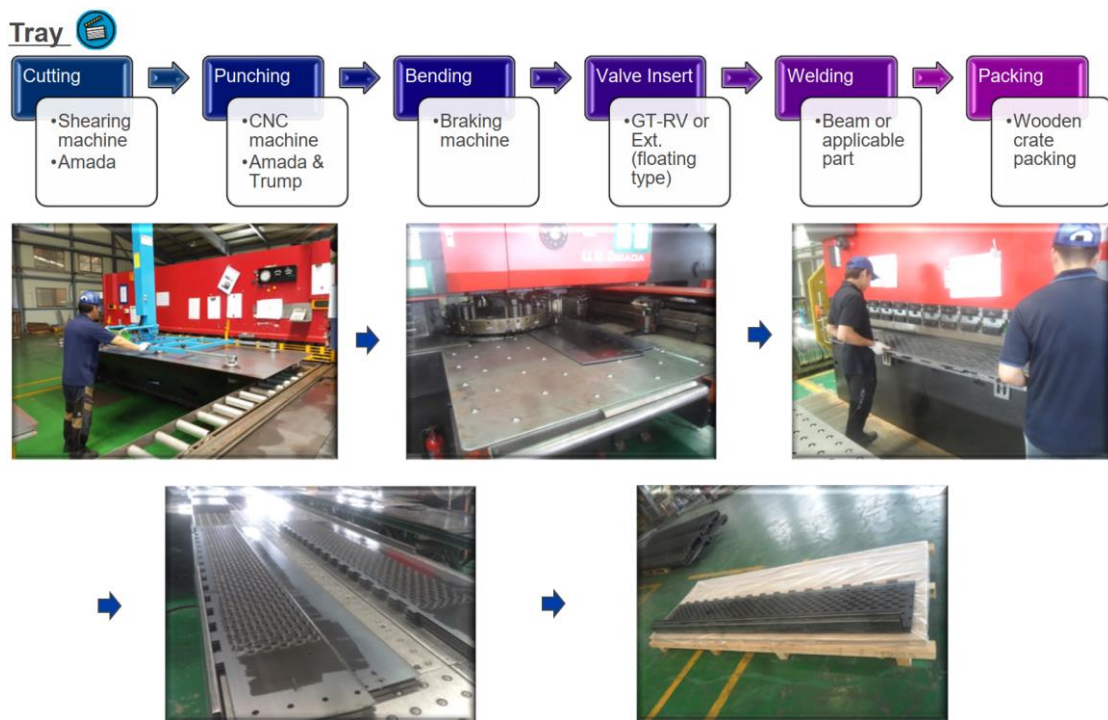 Tray
Cutting
•Shearing
machine
•Amada
Punching
•CNC
machine
•Amada &
Trump
Bending
•Braking
machine
Valve Insert
•GT-RV or
Ext.
(floating
type)
Welding
•Beam or
applicable
part
Packing
•Wooden
crate
packing